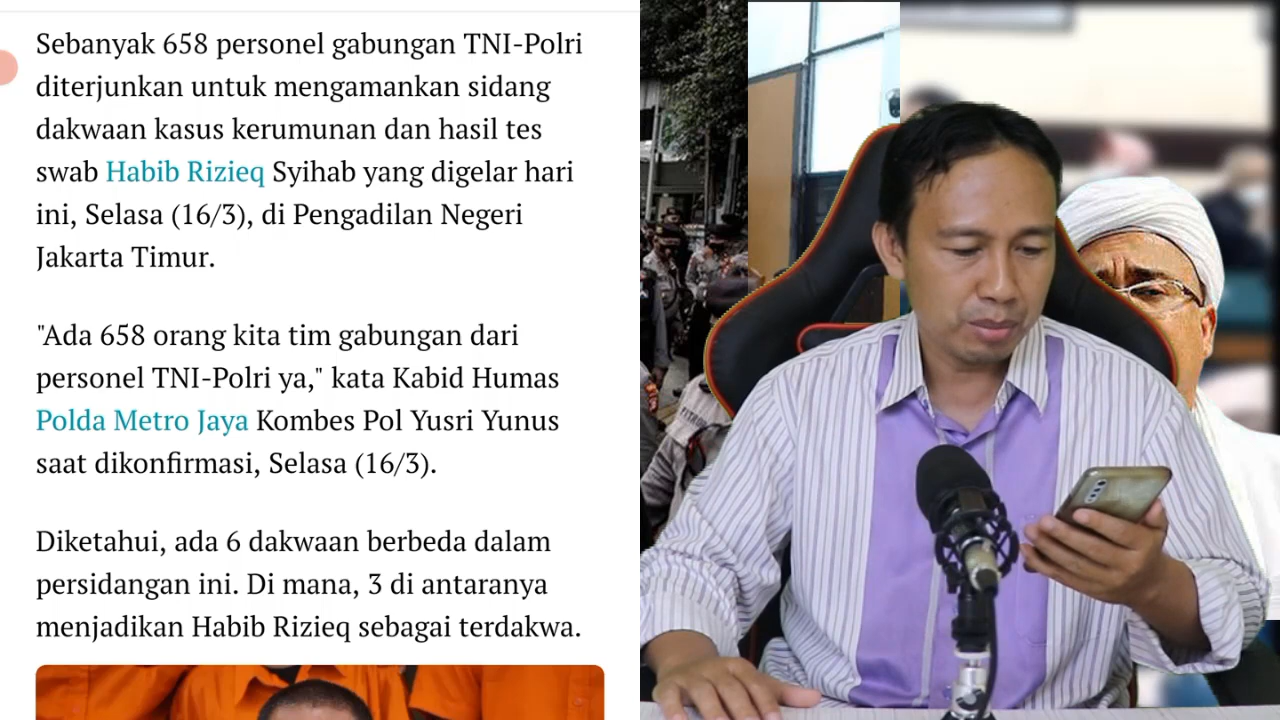 Sebanyak 658 personel gabungan TNI-Polri
diterjunkan untuk mengamankan sidang
dakwaan kasus kerumunan dan hasil tes
swab Habib Rizieq Syihab yang digelar hari
ini, Selasa (16/3), di Pengadilan Negeri
Jakarta Timur.
"Ada 658 orang kita tim gabungan dari
personel TNI-Polri ya," kata Kabid Humas
Polda Metro Jaya Kombes Pol Yusri Yunus
saat dikonfirmasi, Selasa (16/3).
Diketahui, ada 6 dakwaan berbeda dalam
persidangan ini. Di mana, 3 di antaranya
menjadikan Habib Rizieq sebagai terdakwa.